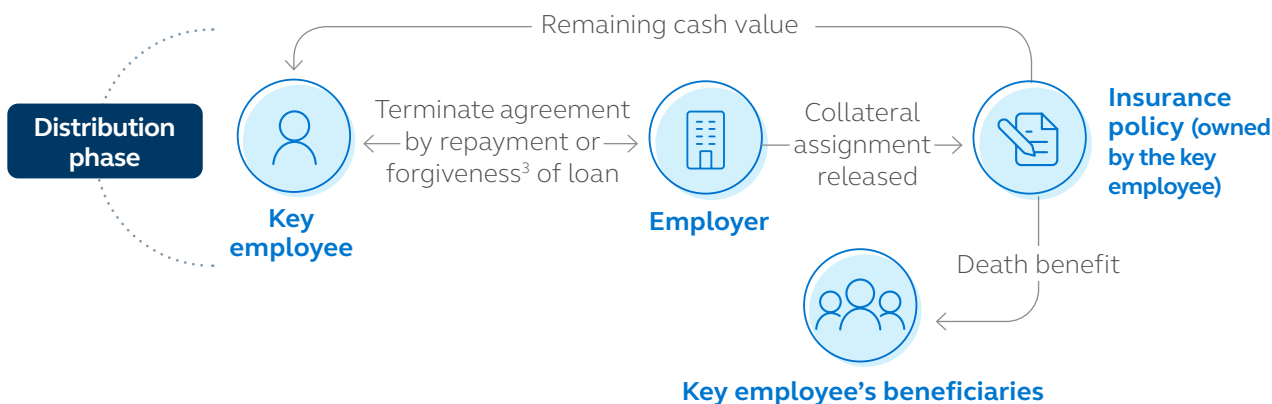 Remaining cash value
Distribution
phase
Terminate agreement
by repayment or
forgiveness³ of loan
Collateral
assignment
released
Insurance
policy (owned
by the key
employee)
Key
employee
Employer
Death benefit
Key employee’s beneficiaries